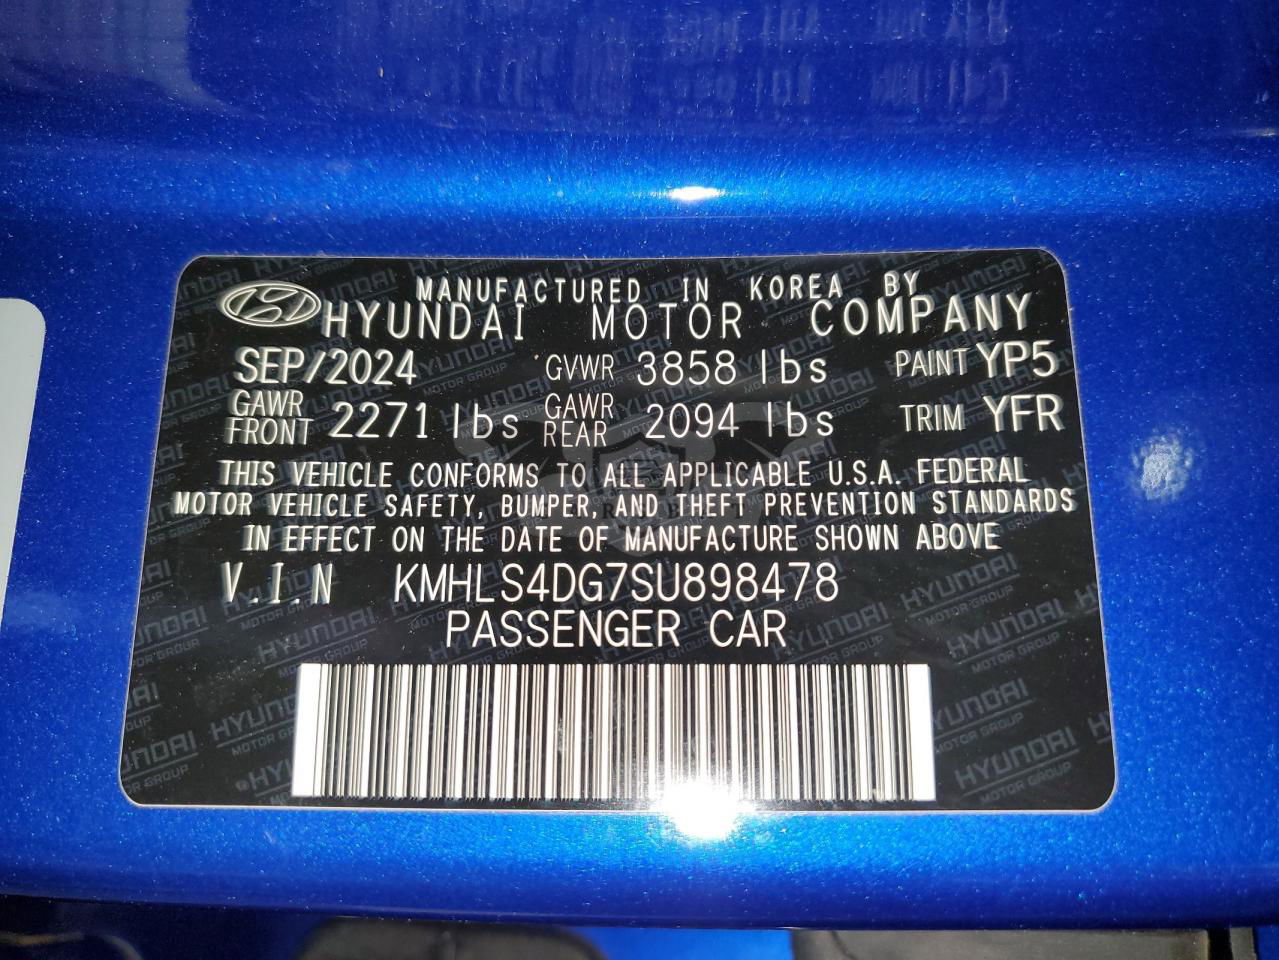 MANUFACTURED IN KOREA BY
HYUNDAI MOTOR COMPANY
SEP/2024 GVWR 3858 lbs PAINT YP5
GAWR FRONT 2271 lbs GAWR REAR 2094 lbs TRIM YFR
THIS VEHICLE CONFORMS TO ALL APPLICABLE U.S.A. FEDERAL
MOTOR VEHICLE SAFETY, BUMPER, AND THEFT PREVENTION STANDARDS
IN EFFECT ON THE DATE OF MANUFACTURE SHOWN ABOVE
V.I.N KMHLS4DG7SU898478
PASSENGER CAR